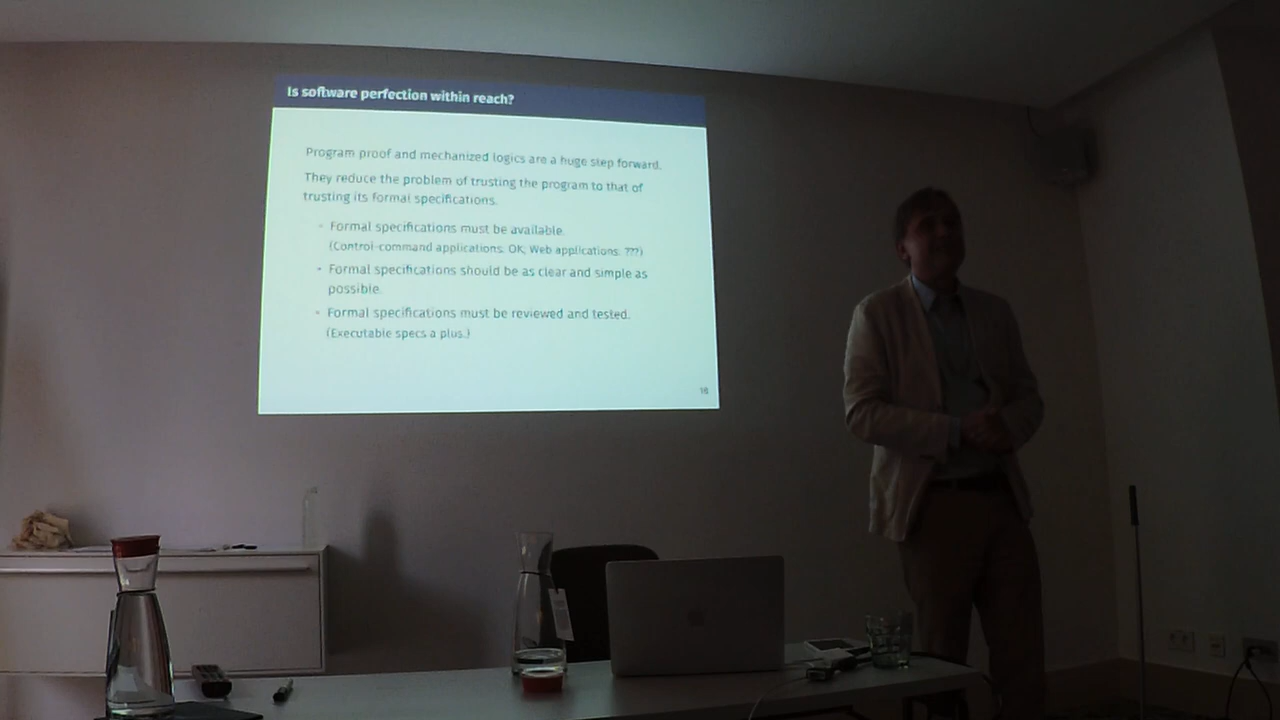 Is software perfection within reach?
Program proof and mechanized logics are a huge step forward.
They reduce the problem of trusting the program to that of
trusting its formal specifications.
- Formal specifications must be available.
(Control-command applications: OK; Web applications: ???)
- Formal specifications should be as clear and simple as
possible.
- Formal specifications must be reviewed and tested.
(Executable specs a plus.)
16